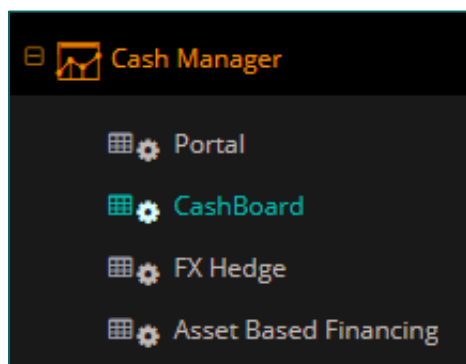 Cash Manager
Portal
CashBoard
FX Hedge
Asset Based Financing